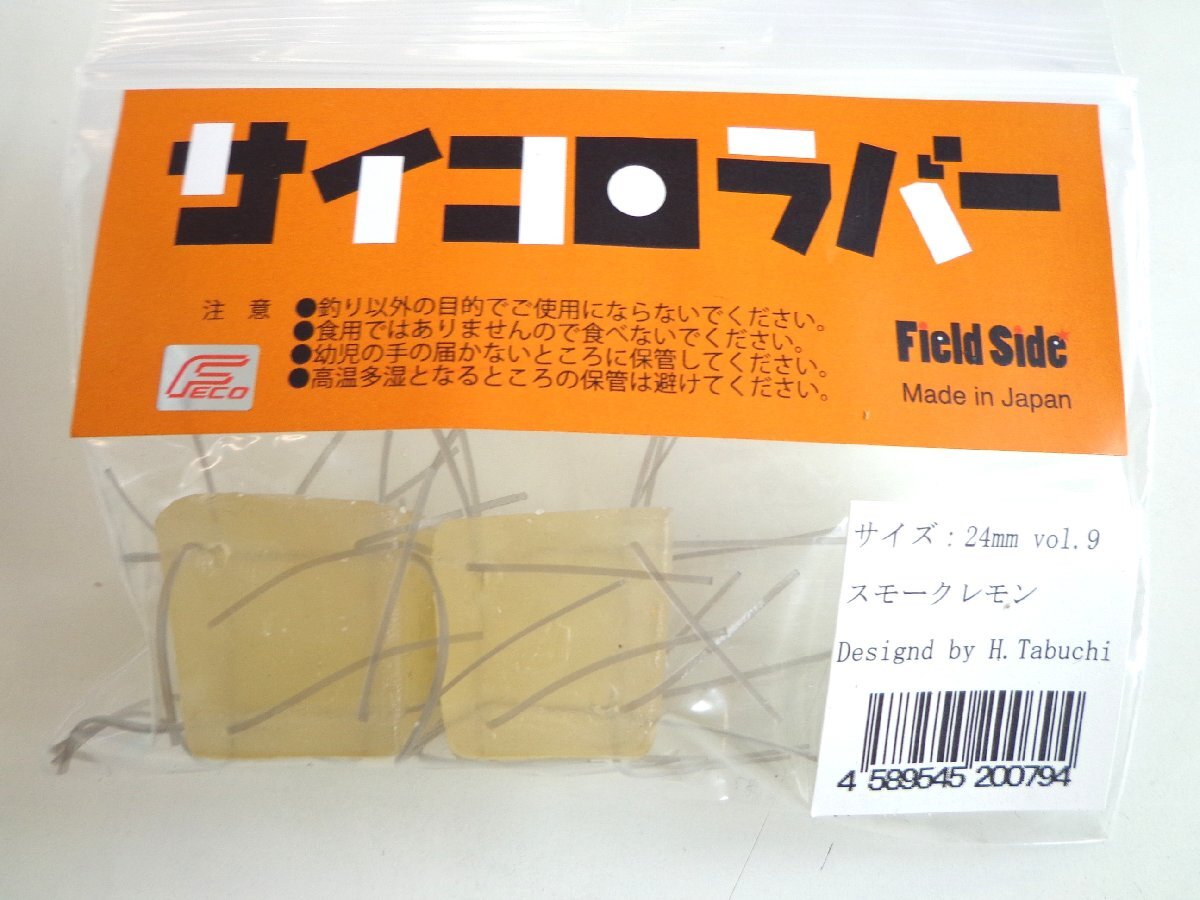 サイコロラバー
注意
●釣り以外の目的でご使用にならないでください。
●食用ではありませんので食べないでください。
●幼児の手の届かないところに保管してください。
●高温多湿となるところの保管は避けてください。
FECO
Field Side
Made in Japan
サイズ：24mm vol.9
スモークレモン
Designd by H.Tabuchi
4 589545 200794